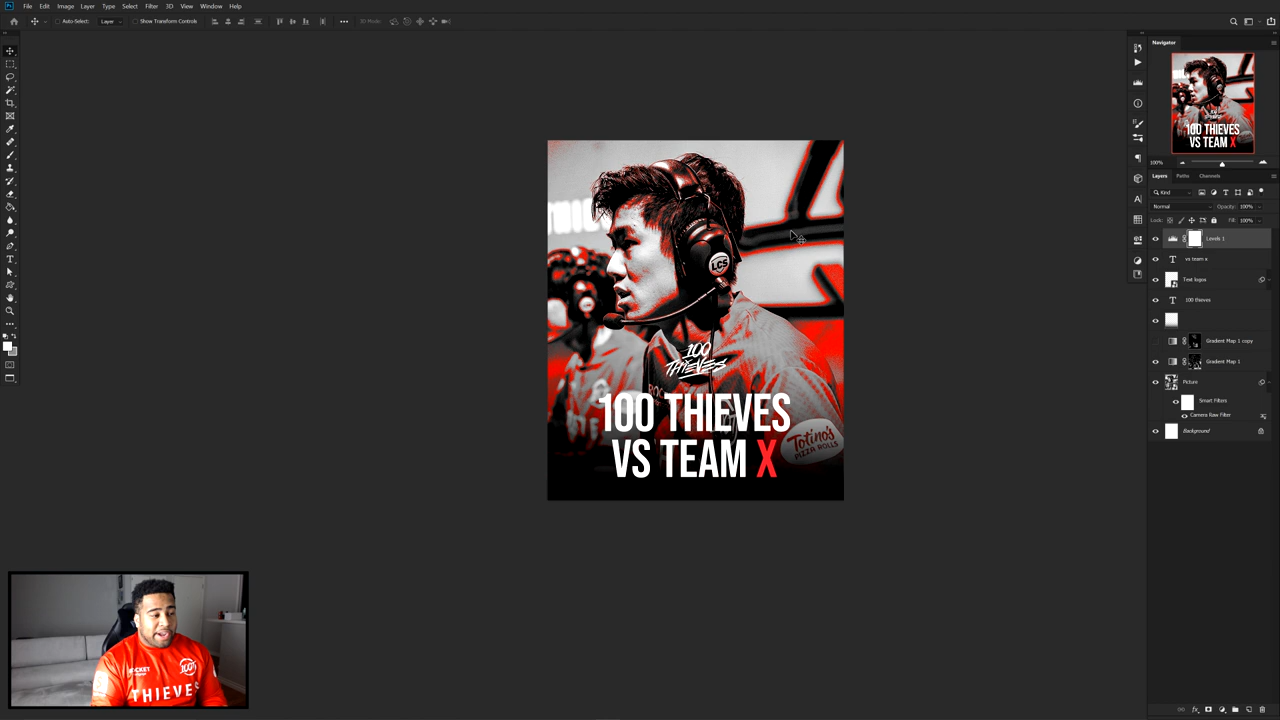 File Edit Image Layer Type Select Filter 3D View Window Help
Auto-Select: Layer Show Transform Controls 3D Mode:
Navigator
100%
Layers Paths Channels
Kind
Normal Opacity: 100%
Lock: Fill: 100%
Levels 1
vs team x
Text logos
100 thieves
Gradient Map 1 copy
Gradient Map 1
Picture
Smart Filters
Camera Raw Filter
Background
LCS
100
THIEVES
100 THIEVES
VS TEAM X
Totino's
PIZZA ROLLS
ROCKET
100
THIEVES